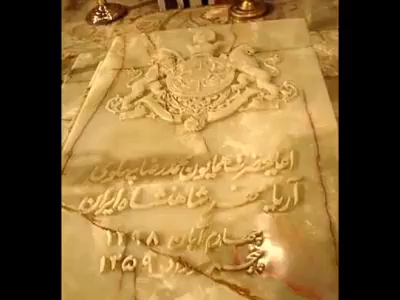 اعلیحضرت همایون محمدرضا پهلوی
آریامهر شاهنشاه ایران
چهارم آبان ۱۲۹۸
پنجم مرداد ۱۳۵۹